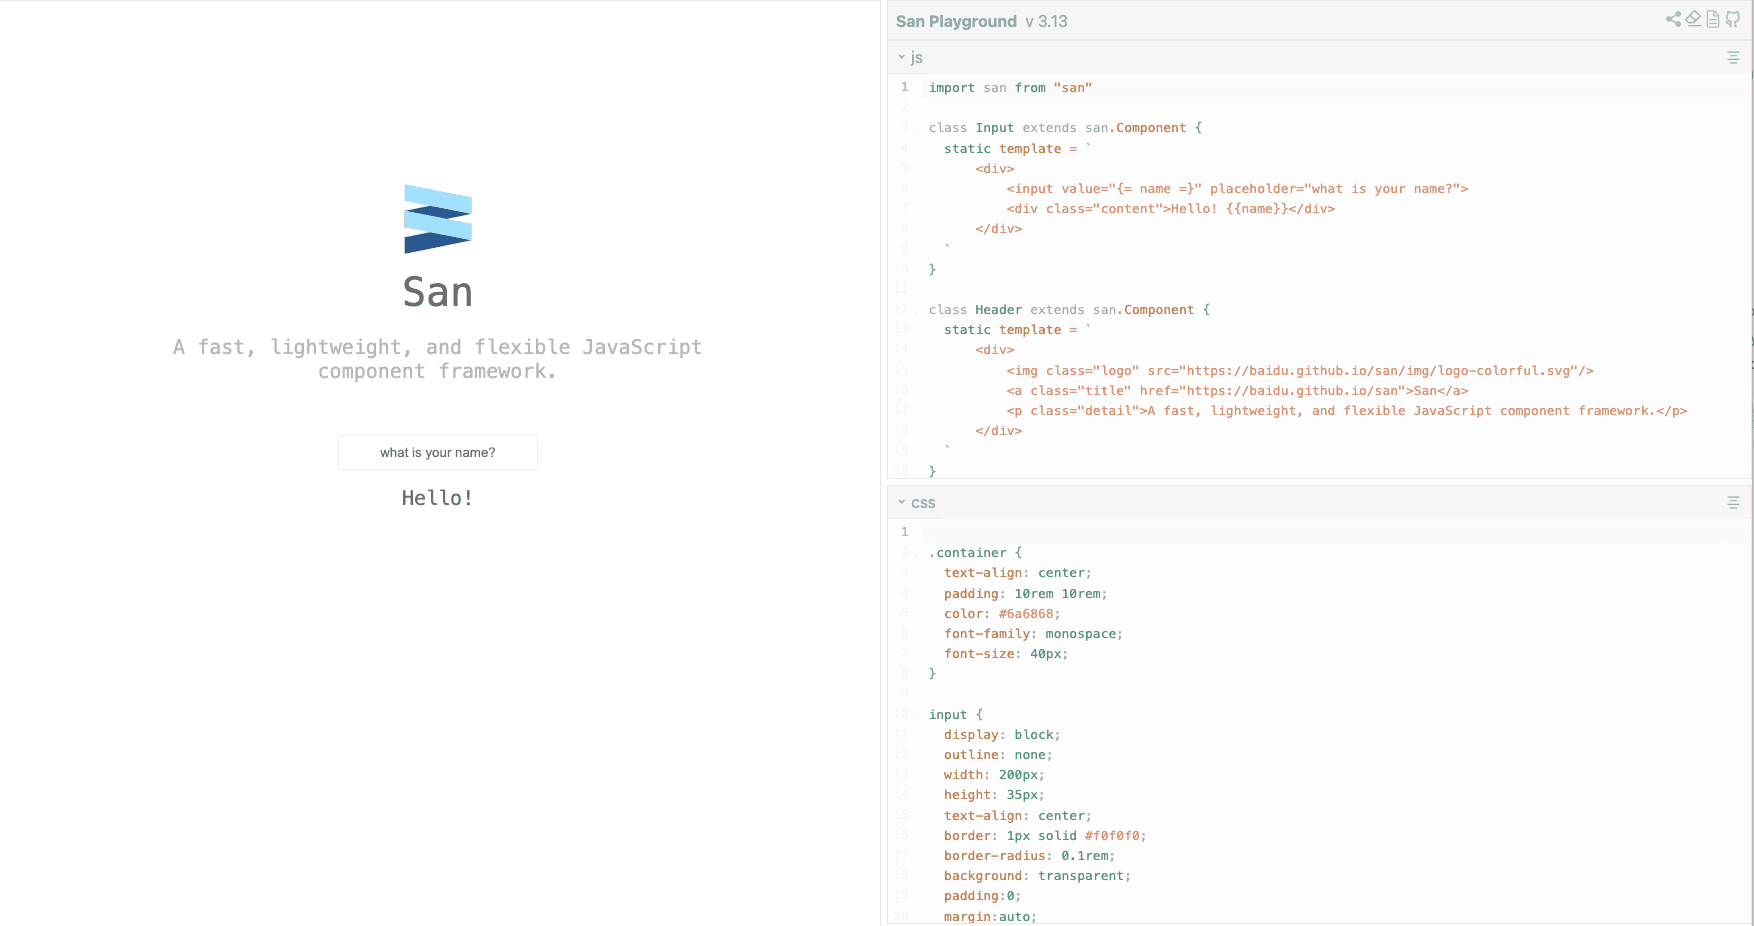 San
A fast, lightweight, and flexible JavaScript
component framework.
what is your name?
Hello!
San Playground v 3.13
js
1 import san from "san"
2
3 class Input extends san.Component {
4 static template = `
5 <div>
6 <input value="{= name =}" placeholder="what is your name?">
7 <div class="content">Hello! {{name}}</div>
8 </div>
9 `
10 }
11
12 class Header extends san.Component {
13 static template = `
14 <div>
15 <img class="logo" src="https://baidu.github.io/san/img/logo-colorful.svg"/>
16 <a class="title" href="https://baidu.github.io/san">San</a>
17 <p class="detail">A fast, lightweight, and flexible JavaScript component framework.</p>
18 </div>
19 `
20 }
css
1
2 .container {
3 text-align: center;
4 padding: 10rem 10rem;
5 color: #6a6868;
6 font-family: monospace;
7 font-size: 40px;
8 }
9
10 input {
11 display: block;
12 outline: none;
13 width: 200px;
14 height: 35px;
15 text-align: center;
16 border: 1px solid #f0f0f0;
17 border-radius: 0.1rem;
18 background: transparent;
19 padding:0;
20 margin:auto;